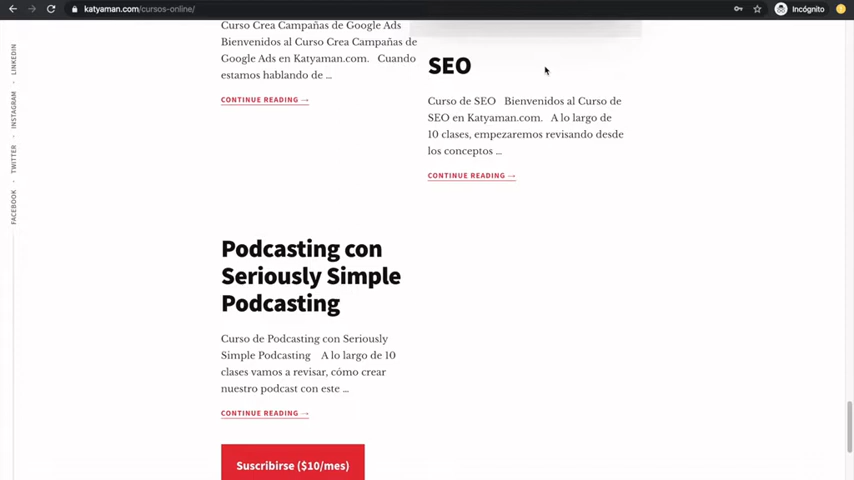 katyaman.com/cursos-online/
Incógnito
LINKEDIN
INSTAGRAM
TWITTER
FACEBOOK
Curso Crea Campañas de Google Ads
Bienvenidos al Curso Crea Campañas de
Google Ads en Katyaman.com. Cuando
estamos hablando de ...
CONTINUE READING →
SEO
Curso de SEO Bienvenidos al Curso de
SEO en Katyaman.com. A lo largo de
10 clases, empezaremos revisando desde
los conceptos ...
CONTINUE READING →
Podcasting con
Seriously Simple
Podcasting
Curso de Podcasting con Seriously
Simple Podcasting A lo largo de 10
clases vamos a revisar, cómo crear
nuestro podcast con este ...
CONTINUE READING →
Suscribirse ($10/mes)